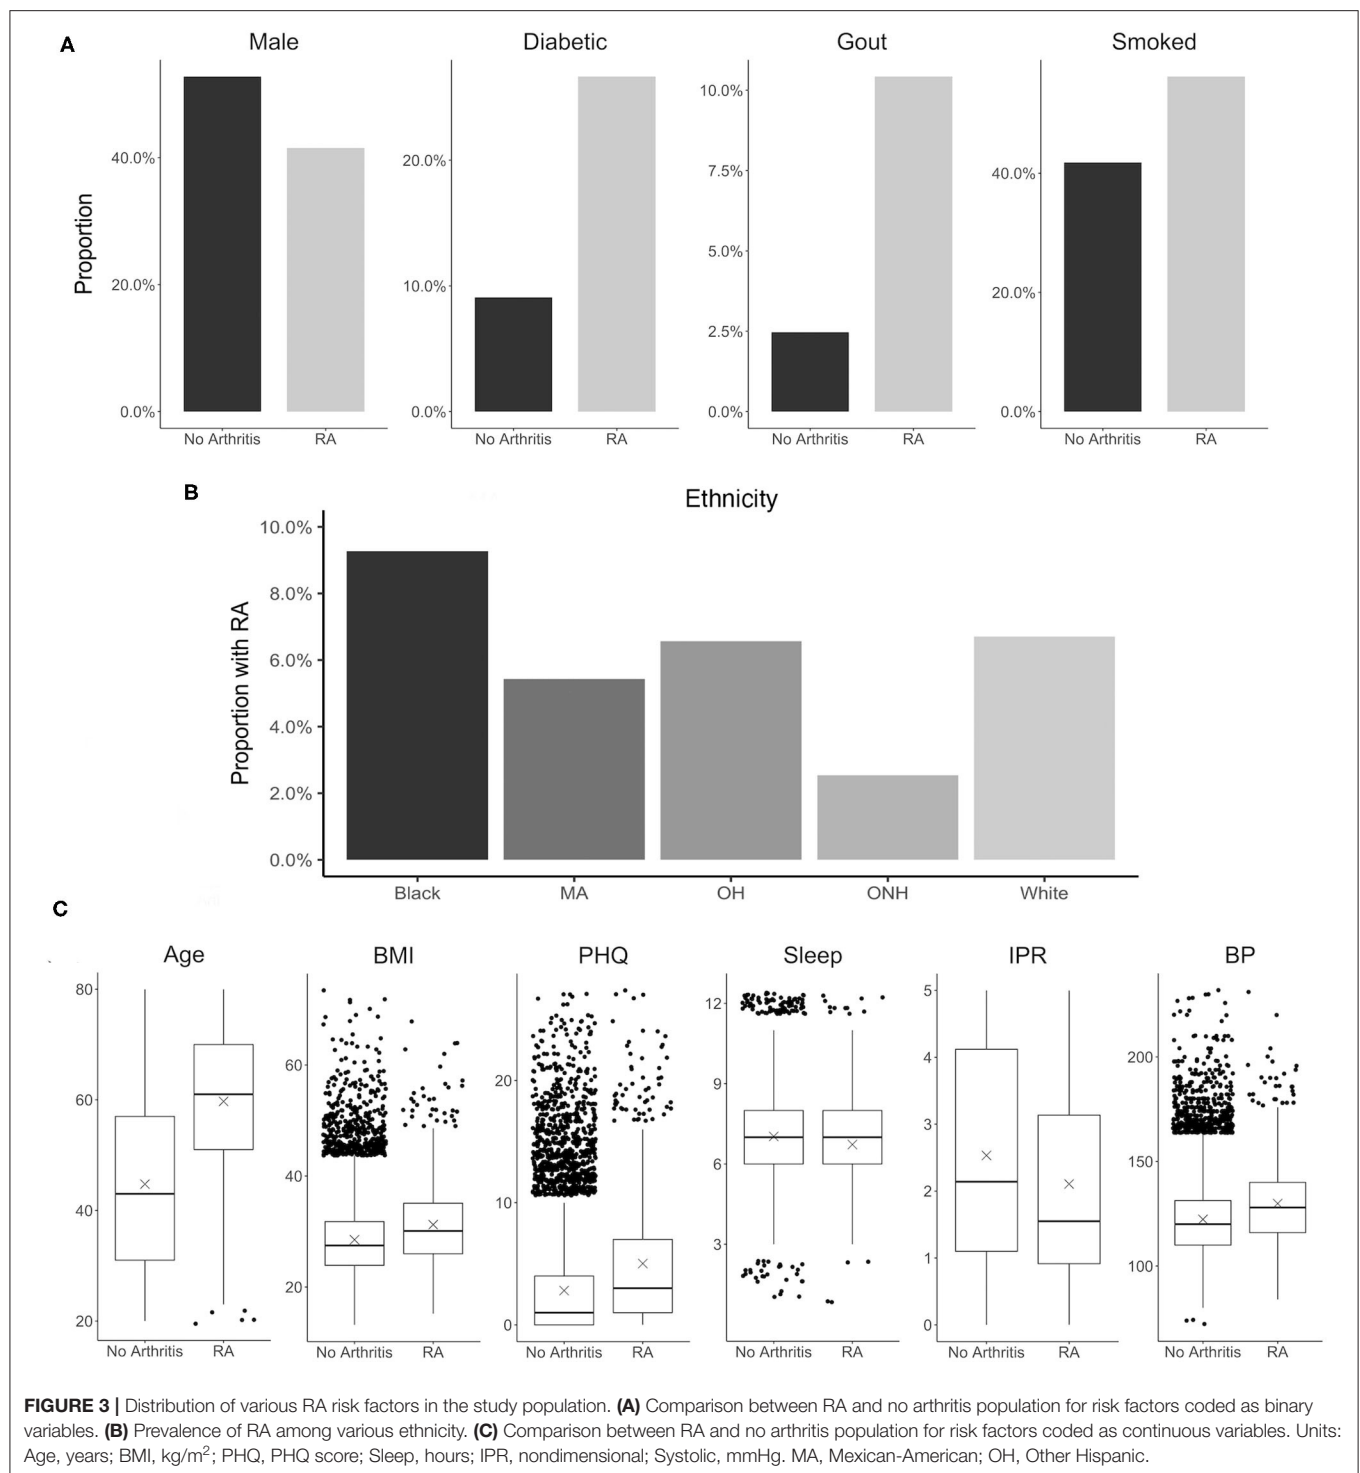 A
Male
Diabetic
Gout
Smoked
Proportion
40.0%
20.0%
0.0%
No Arthritis
RA
20.0%
10.0%
0.0%
No Arthritis
RA
10.0%
7.5%
5.0%
2.5%
0.0%
No Arthritis
RA
40.0%
20.0%
0.0%
No Arthritis
RA
B
Ethnicity
Proportion with RA
10.0%
8.0%
6.0%
4.0%
2.0%
0.0%
Black
MA
OH
ONH
White
C
Age
80
60
40
20
No Arthritis
RA
BMI
60
40
20
No Arthritis
RA
PHQ
20
10
0
No Arthritis
RA
Sleep
12
9
6
3
No Arthritis
RA
IPR
5
4
3
2
1
0
No Arthritis
RA
BP
200
150
100
No Arthritis
RA
FIGURE 3 | Distribution of various RA risk factors in the study population. (A) Comparison between RA and no arthritis population for risk factors coded as binary
variables. (B) Prevalence of RA among various ethnicity. (C) Comparison between RA and no arthritis population for risk factors coded as continuous variables. Units:
Age, years; BMI, kg/m²; PHQ, PHQ score; Sleep, hours; IPR, nondimensional; Systolic, mmHg. MA, Mexican-American; OH, Other Hispanic.